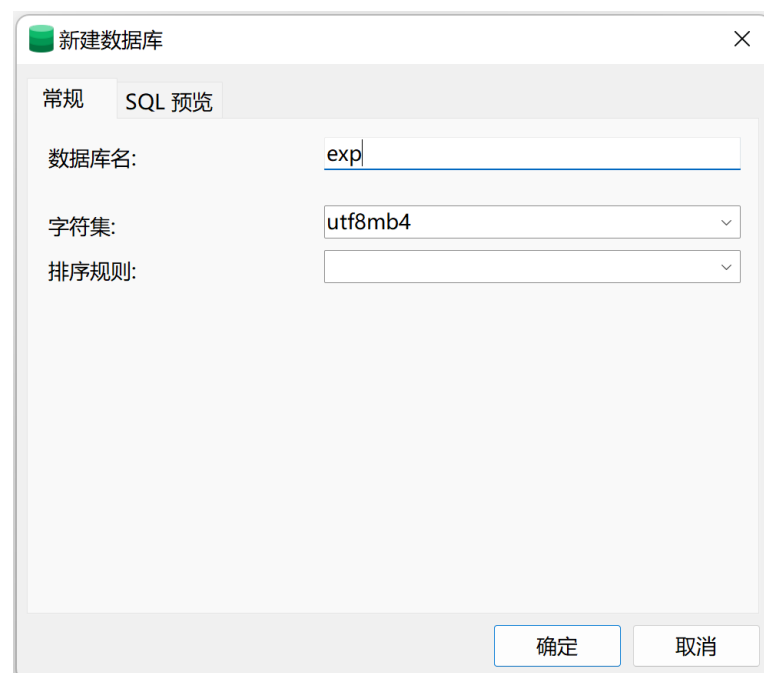 新建数据库
常规 SQL 预览
数据库名: exp
字符集: utf8mb4
排序规则:
确定 取消